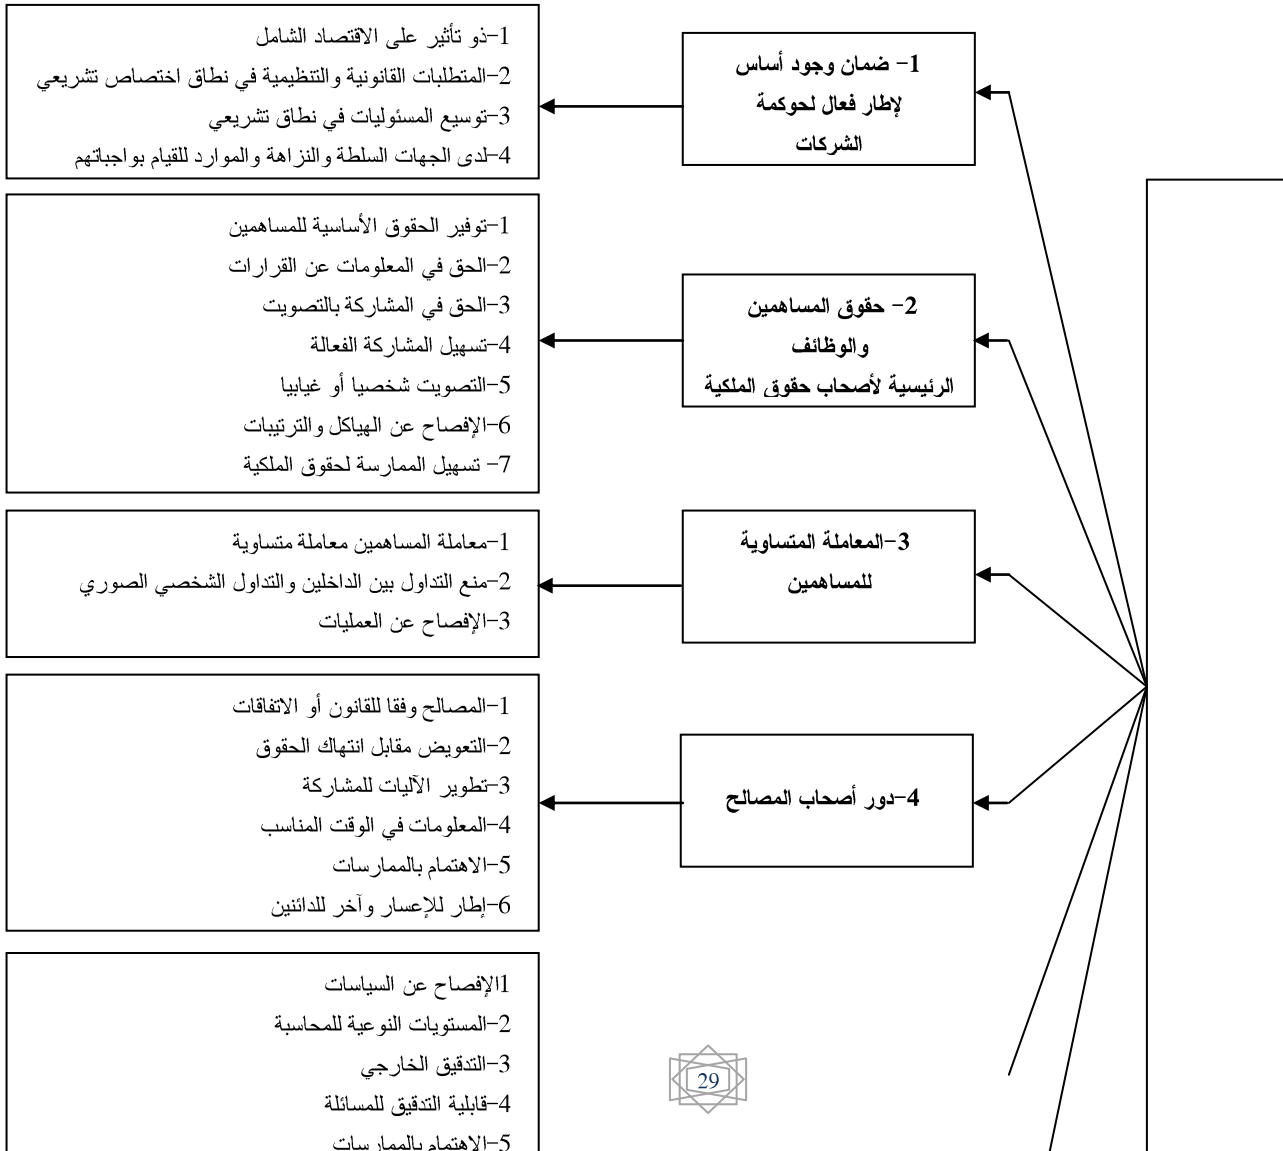 1- ضمان وجود أساس
لإطار فعال لحوكمة
الشركات
1-ذو تأثير على الاقتصاد الشامل
2-المتطلبات القانونية والتنظيمية في نطاق اختصاص تشريعي
3-توسيع المسئوليات في نطاق تشريعي
4-لدى الجهات السلطة والنزاهة والموارد للقيام بواجباتهم
2- حقوق المساهمين
والوظائف
الرئيسية لأصحاب حقوق الملكية
1-توفير الحقوق الأساسية للمساهمين
2-الحق في المعلومات عن القرارات
3-الحق في المشاركة بالتصويت
4-تسهيل المشاركة الفعالة
5-التصويت شخصيا أو غيابيا
6-الإفصاح عن الهياكل والترتيبات
7- تسهيل الممارسة لحقوق الملكية
3-المعاملة المتساوية
للمساهمين
1-معاملة المساهمين معاملة متساوية
2-منع التداول بين الداخلين والتداول الشخصي الصوري
3-الإفصاح عن العمليات
4-دور أصحاب المصالح
1-المصالح وفقا للقانون أو الاتفاقات
2-التعويض مقابل انتهاك الحقوق
3-تطوير الآليات للمشاركة
4-المعلومات في الوقت المناسب
5-الاهتمام بالممارسات
6-إطار للإعسار وآخر للدائنين
1الإفصاح عن السياسات
2-المستويات النوعية للمحاسبة
3-التدقيق الخارجي
4-قابلية التدقيق للمسائلة
5-الاهتمام بالممارسات
29